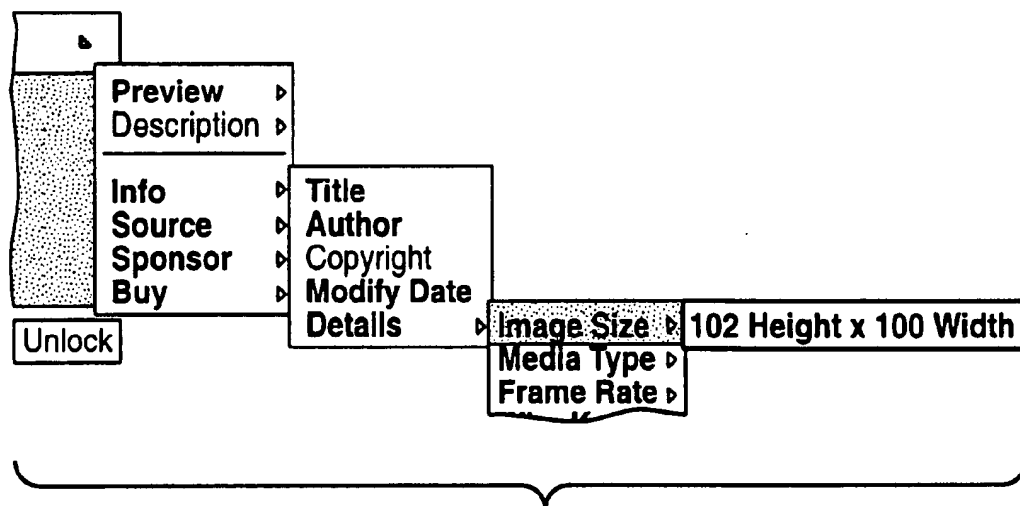 Preview
Description
Info
Source
Sponsor
Buy
Unlock
Title
Author
Copyright
Modify Date
Details
Image Size
Media Type
Frame Rate
102 Height x 100 Width